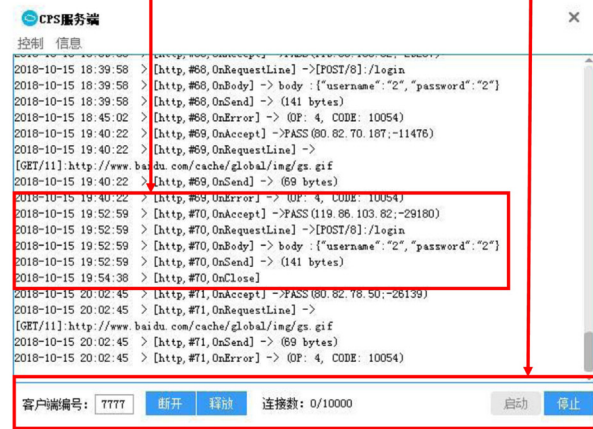 CPS服务端
控制 信息
2018-10-15 18:39:58 > [http,#68,OnRequestLine] ->[POST/8]:/login
2018-10-15 18:39:58 > [http,#68,OnBody] -> body :{"username":"2","password":"2"}
2018-10-15 18:39:58 > [http,#68,OnSend] -> (141 bytes)
2018-10-15 18:45:02 > [http,#68,OnError] -> (OP: 4, CODE: 10054)
2018-10-15 19:40:22 > [http,#69,OnAccept] ->PASS(80.82.70.187;-11476)
2018-10-15 19:40:22 > [http,#69,OnRequestLine] ->
[GET/11]:http://www.baidu.com/cache/global/img/gs.gif
2018-10-15 19:40:22 > [http,#69,OnSend] -> (69 bytes)
2018-10-15 19:40:22 > [http,#69,OnError] -> (OP: 4, CODE: 10054)
2018-10-15 19:52:59 > [http,#70,OnAccept] ->PASS(119.86.103.82;-29180)
2018-10-15 19:52:59 > [http,#70,OnRequestLine] ->[POST/8]:/login
2018-10-15 19:52:59 > [http,#70,OnBody] -> body :{"username":"2","password":"2"}
2018-10-15 19:52:59 > [http,#70,OnSend] -> (141 bytes)
2018-10-15 19:54:38 > [http,#70,OnClose]
2018-10-15 20:02:45 > [http,#71,OnAccept] ->PASS(80.82.78.50;-26139)
2018-10-15 20:02:45 > [http,#71,OnRequestLine] ->
[GET/11]:http://www.baidu.com/cache/global/img/gs.gif
2018-10-15 20:02:45 > [http,#71,OnSend] -> (69 bytes)
2018-10-15 20:02:45 > [http,#71,OnError] -> (OP: 4, CODE: 10054)
客户端编号: 7777 断开 释放 连接数: 0/10000 启动 停止